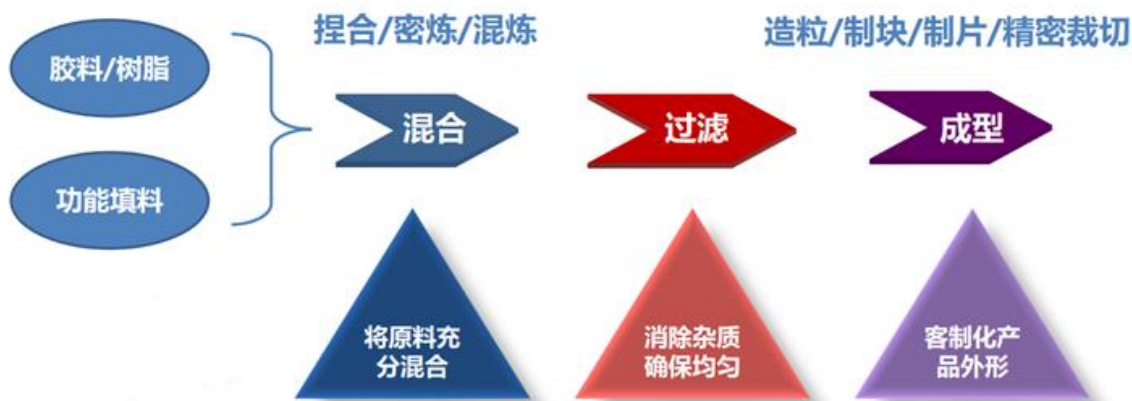 捏合/密炼/混炼
造粒/制块/制片/精密裁切
胶料/树脂
功能填料
混合
过滤
成型
将原料充
分混合
消除杂质
确保均匀
客制化产
品外形